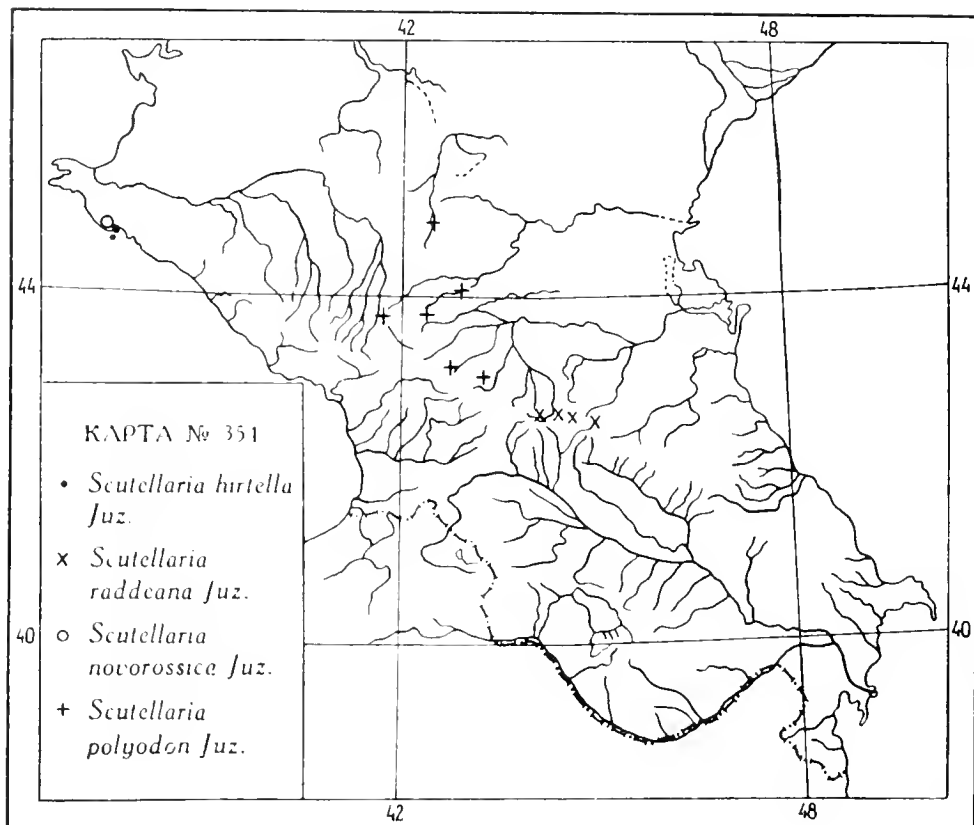 42 48
44 44
КАРТА № 351
• Scutellaria hirtella
Juz.
x Scutellaria
raddeana Juz.
○ Scutellaria
novorossica Juz.
+ Scutellaria
polyodon Juz.
40 40
42 48